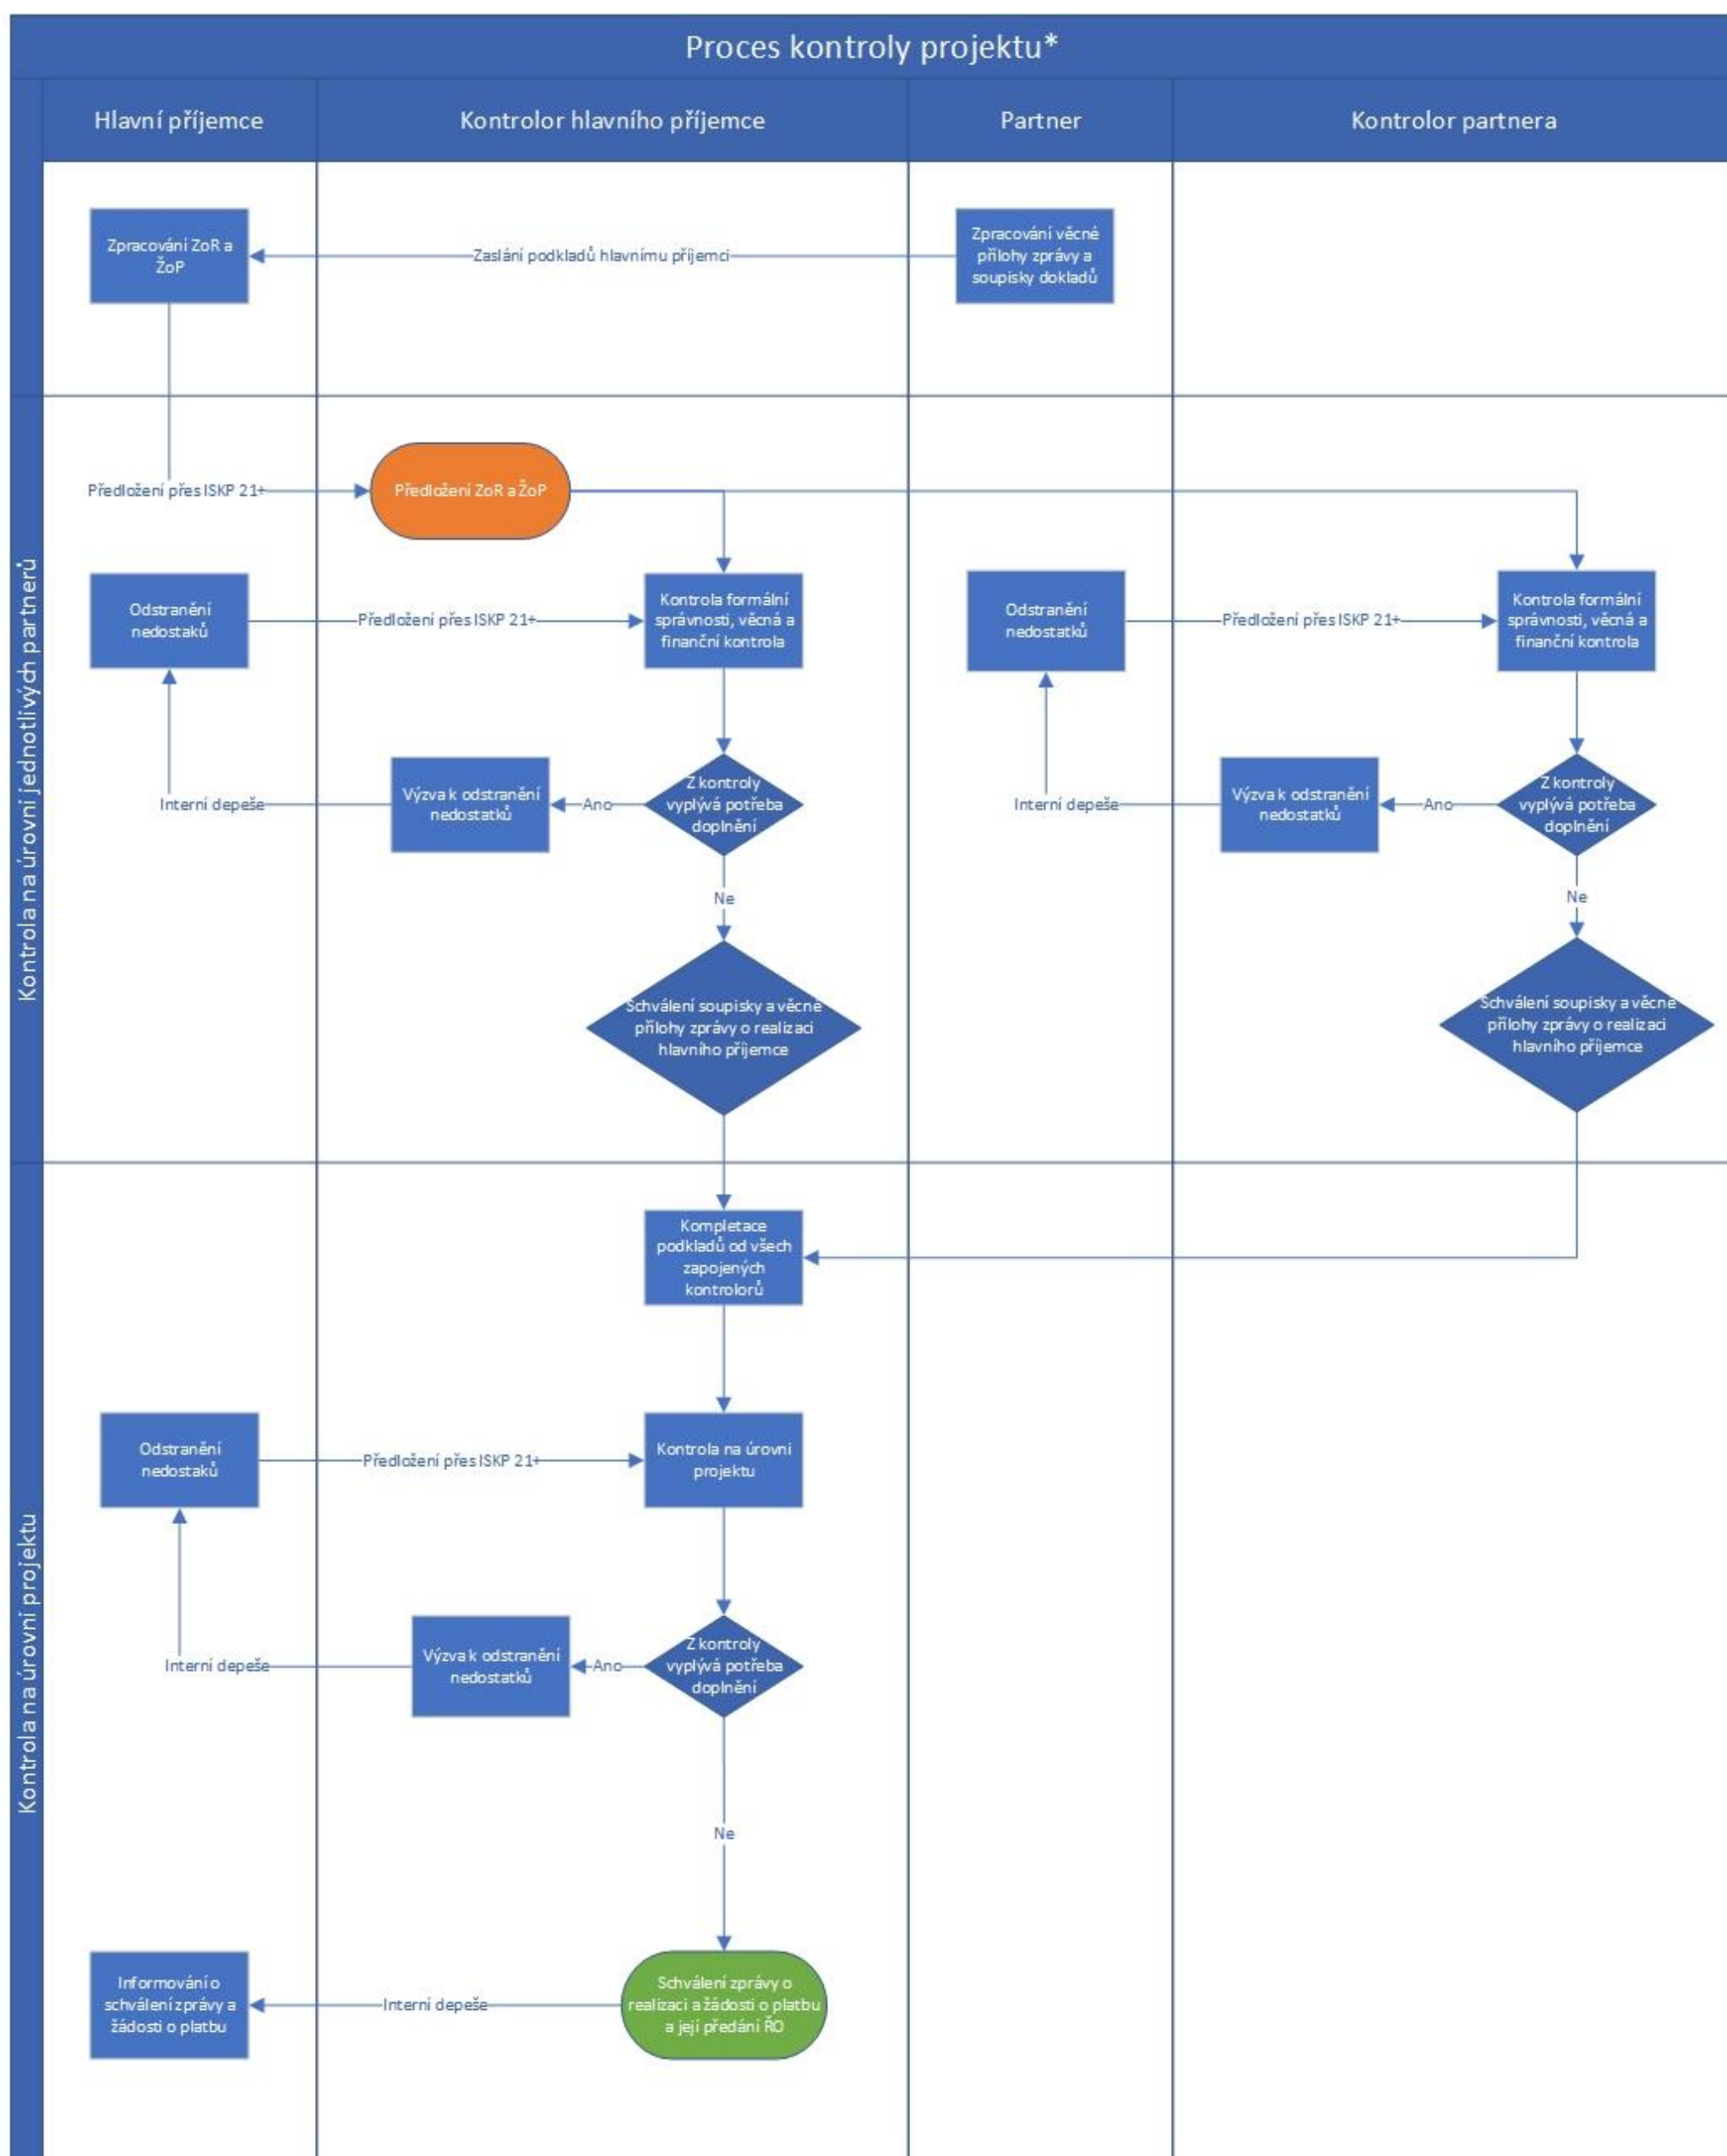 Proces kontroly projektu*
Hlavní příjemce
Kontrolor hlavního příjemce
Partner
Kontrolor partnera
Zpracování ZoR a
ŽoP
Zaslání podkladů hlavnímu příjemci
Zpracování věcné
přílohy zprávy a
soupisky dokladů
Kontrola na úrovni jednotlivých partnerů
Předložení přes ISKP 21+
Předložení ZoR a ŽoP
Odstranění
nedostaků
Předložení přes ISKP 21+
Kontrola formální
správnosti, věcná a
finanční kontrola
Odstranění
nedostatků
Předložení přes ISKP 21+
Kontrola formální
správnosti, věcná a
finanční kontrola
Interní depeše
Výzva k odstranění
nedostatků
Ano
Z kontroly
vyplývá potřeba
doplnění
Interní depeše
Výzva k odstranění
nedostatků
Ano
Z kontroly
vyplývá potřeba
doplnění
Ne
Ne
Schválení soupisky a věcné
přílohy zprávy o realizaci
hlavního příjemce
Schválení soupisky a věcné
přílohy zprávy o realizaci
hlavního příjemce
Kontrola na úrovni projektu
Kompletace
podkladů od všech
zapojených
kontrolorů
Odstranění
nedostaků
Předložení přes ISKP 21+
Kontrola na úrovni
projektu
Interní depeše
Výzva k odstranění
nedostatků
Ano
Z kontroly
vyplývá potřeba
doplnění
Ne
Informování o
schválení zprávy a
žádosti o platbu
Interní depeše
Schválení zprávy o
realizaci a žádosti o platbu
a její předání ŘO